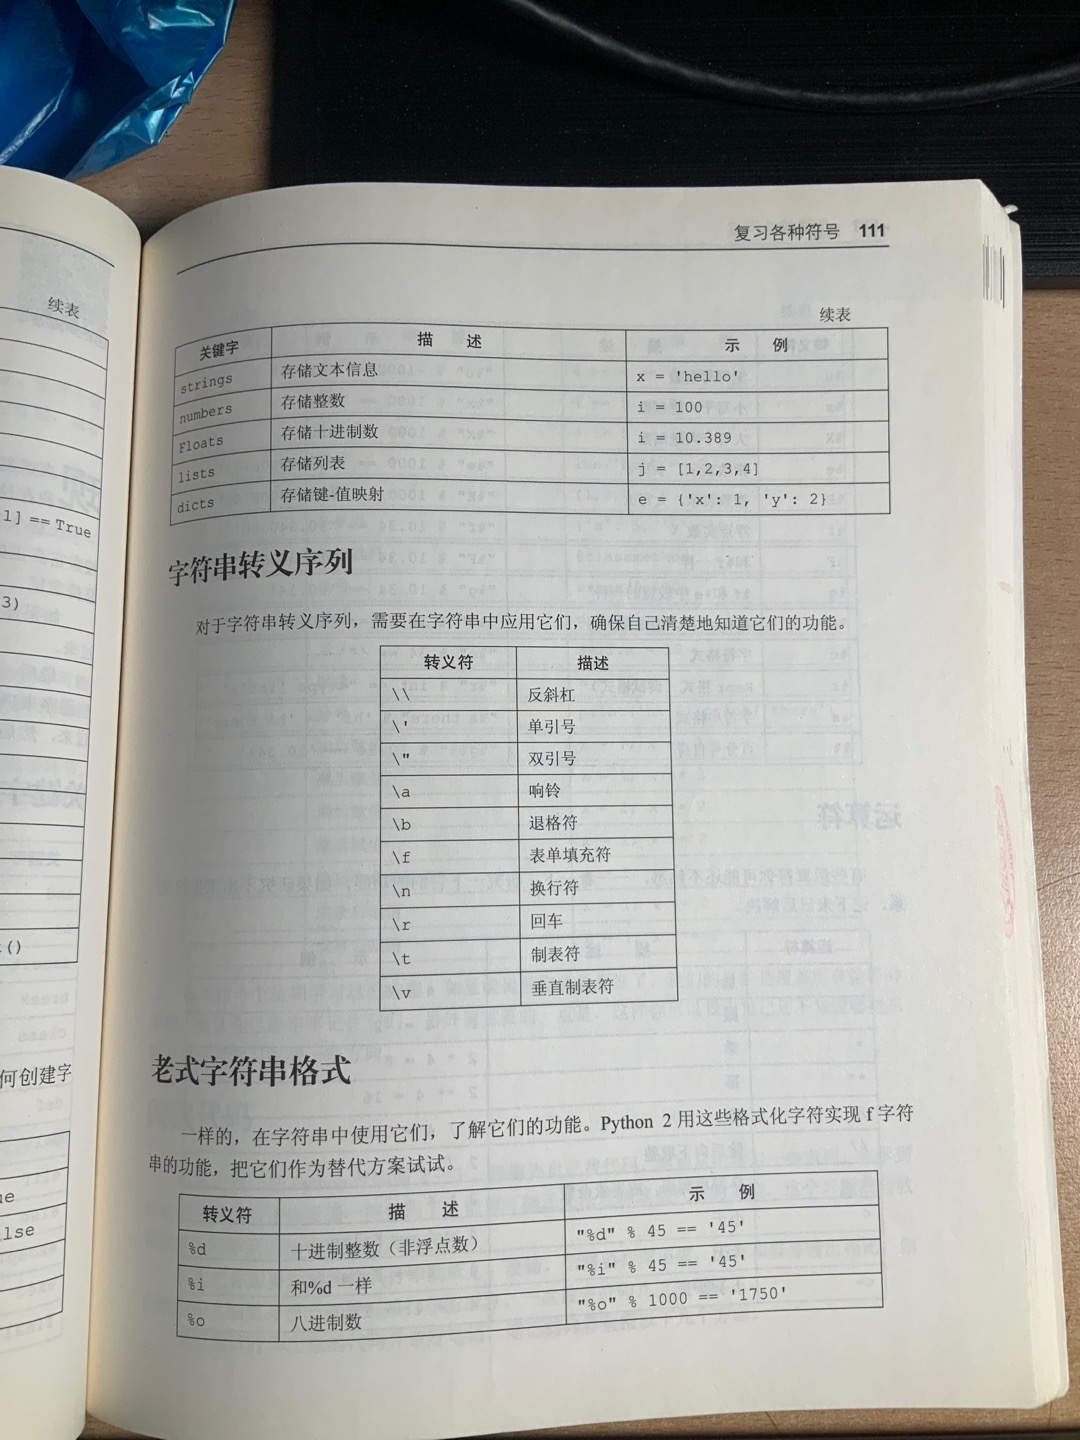 续表
1] == True
3)
()
何创建字
ue
lse
复习各种符号 111
续表
关键字 描 述 示 例
strings 存储文本信息 x = 'hello'
numbers 存储整数 i = 100
Floats 存储十进制数 i = 10.389
lists 存储列表 j = [1,2,3,4]
dicts 存储键-值映射 e = {'x': 1, 'y': 2}
字符串转义序列
对于字符串转义序列，需要在字符串中应用它们，确保自己清楚地知道它们的功能。
转义符 描述
\\ 反斜杠
\' 单引号
\" 双引号
\a 响铃
\b 退格符
\f 表单填充符
\n 换行符
\r 回车
\t 制表符
\v 垂直制表符
老式字符串格式
一样的，在字符串中使用它们，了解它们的功能。Python 2 用这些格式化字符实现 f 字符
串的功能，把它们作为替代方案试试。
转义符 描 述 示 例
%d 十进制整数（非浮点数） "%d" % 45 == '45'
%i 和%d 一样 "%i" % 45 == '45'
%o 八进制数 "%o" % 1000 == '1750'